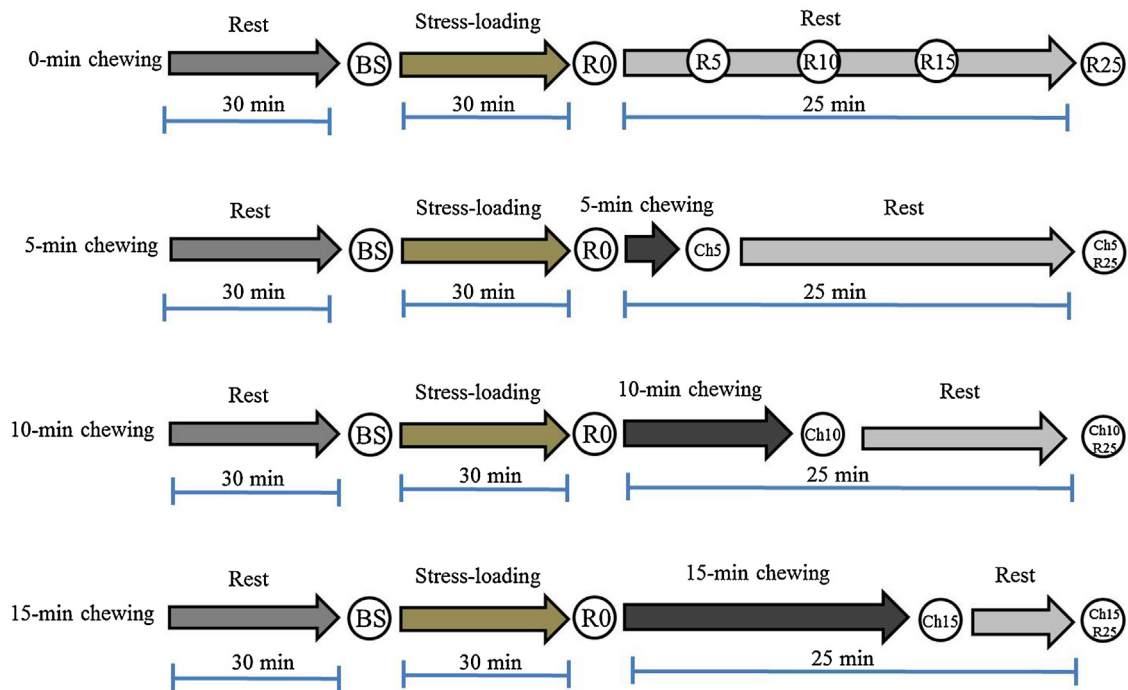 Rest
Stress-loading
Rest
0-min chewing
BS
R0
R5
R10
R15
R25
30 min
30 min
25 min
Rest
Stress-loading
5-min chewing
Rest
5-min chewing
BS
R0
Ch5
Ch5
R25
30 min
30 min
25 min
Rest
Stress-loading
10-min chewing
Rest
10-min chewing
BS
R0
Ch10
Ch10
R25
30 min
30 min
25 min
Rest
Stress-loading
15-min chewing
Rest
15-min chewing
BS
R0
Ch15
Ch15
R25
30 min
30 min
25 min